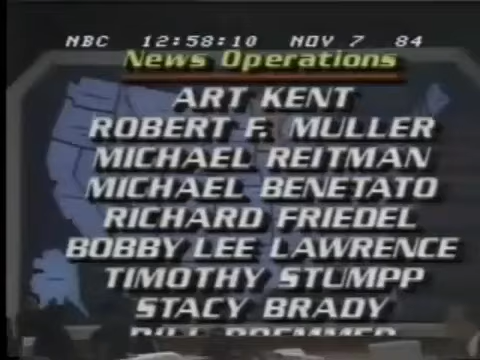 NBC 12:58:10 NOV 7 84
News Operations
ART KENT
ROBERT F. MULLER
MICHAEL REITMAN
MICHAEL BENETATO
RICHARD FRIEDEL
BOBBY LEE LAWRENCE
TIMOTHY STUMPP
STACY BRADY
BILL